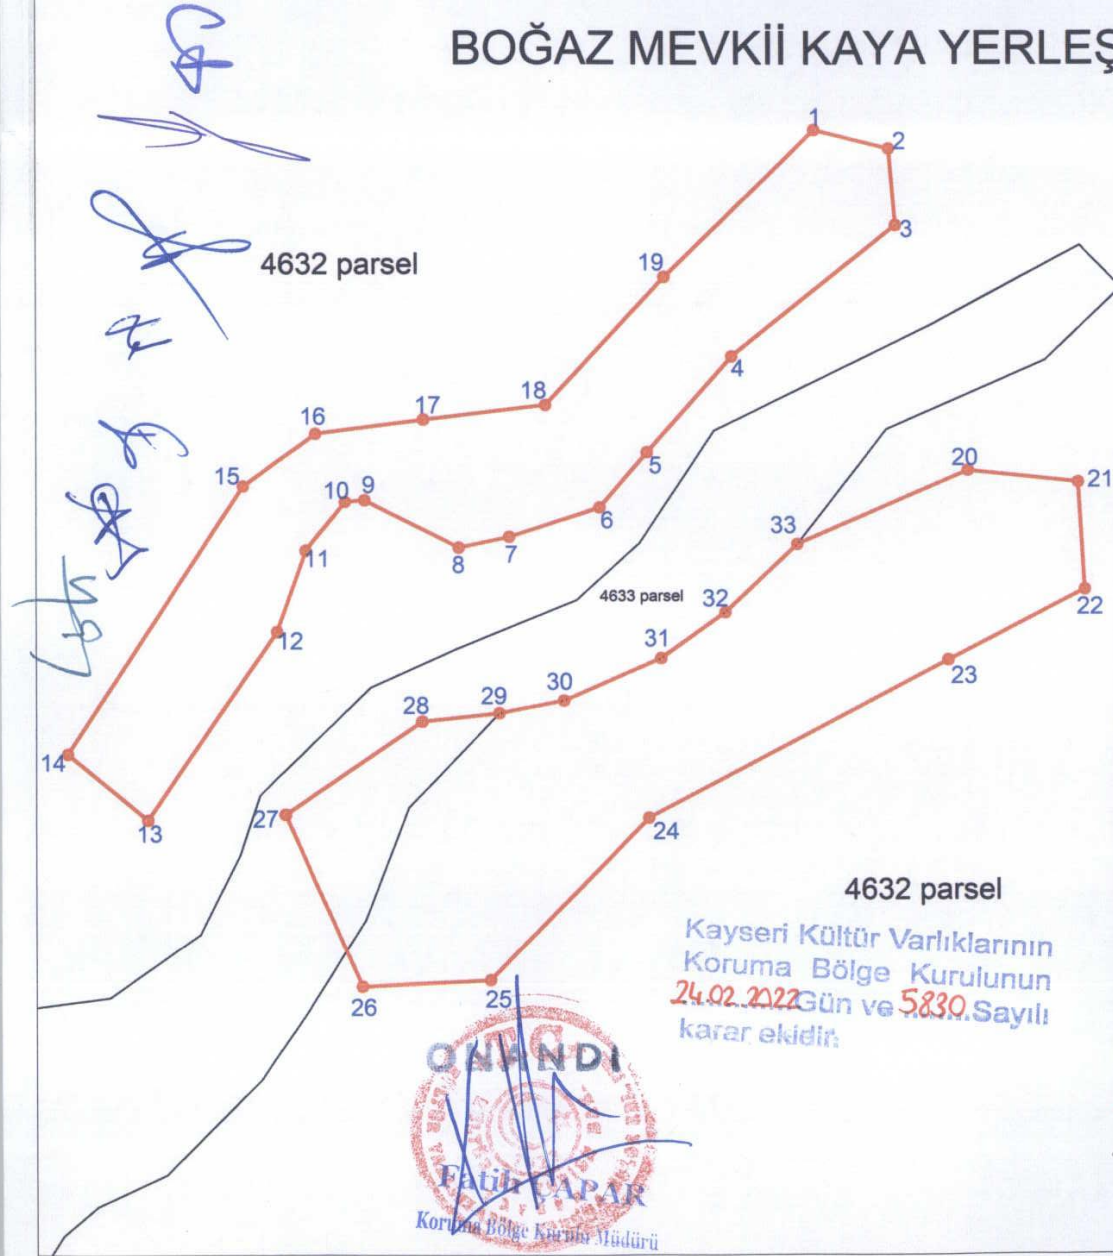 BOĞAZ MEVKİİ KAYA YERLEŞ
1
2
3
4632 parsel
19
4
18
17
16
5
15
20
21
10 9
6
33
11
8
7
4633 parsel
32
22
12
31
23
30
29
28
14
27
13
24
4632 parsel
Kayseri Kültür Varlıklarının
Koruma Bölge Kurulunun
24.02.2022 Gün ve 5830 Sayılı
karar ekidir.
26
25
T.C.
ONANDI
Fatih ÇAPAR
Koruma Bölge Kurulu Müdürü